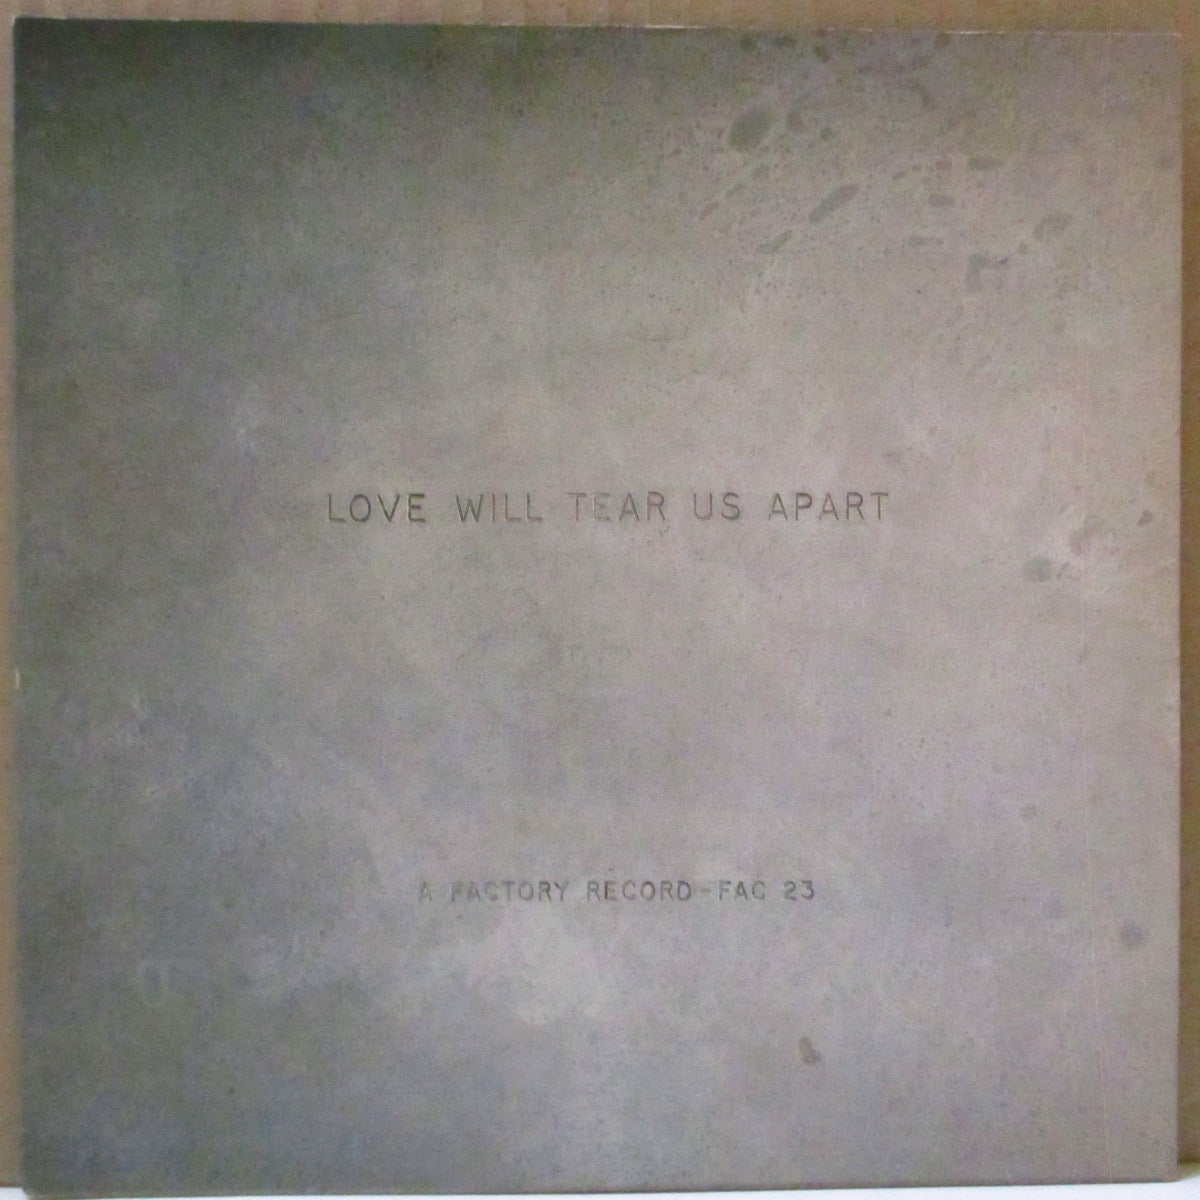 LOVE WILL TEAR US APART
A FACTORY RECORD-FAC 23